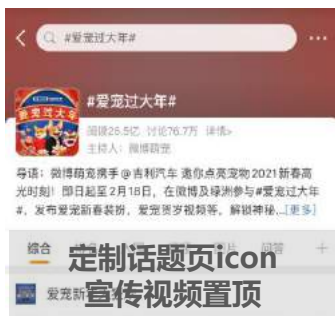 #爱宠过大年#
爱宠过大年
#爱宠过大年#
阅读25.5亿 讨论76.7万 详情>
主持人：微博萌宠
导语：微博萌宠携手@吉利汽车 邀你点亮宠物2021新春高
光时刻！即日起至2月18日，在微博及绿洲参与#爱宠过大年
#、发布爱宠新春装扮，爱宠贺岁视频等，解锁神秘...[更多]
综合
定制话题页icon
爱宠新
宣传视频置顶